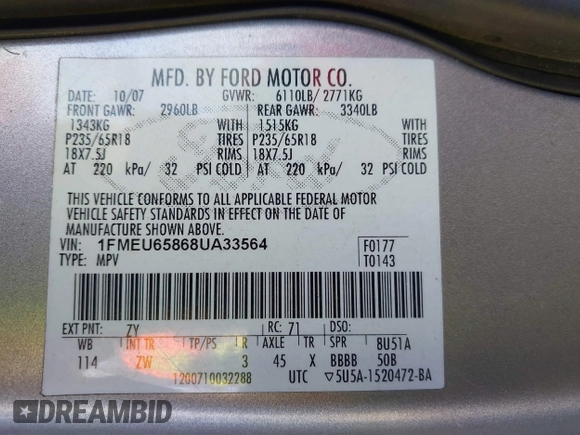 MFD. BY FORD MOTOR CO.
DATE: 10/07 GVWR: 6110LB/ 2771KG
FRONT GAWR: 2960LB REAR GAWR: 3340LB
1343KG WITH 1515KG WITH
P235/65R18 TIRES P235/65R18 TIRES
18X7.5J RIMS 18X7.5J RIMS
AT 220 kPa/ 32 PSI COLD AT 220 kPa/ 32 PSI COLD
THIS VEHICLE CONFORMS TO ALL APPLICABLE FEDERAL MOTOR
VEHICLE SAFETY STANDARDS IN EFFECT ON THE DATE OF
MANUFACTURE SHOWN ABOVE.
VIN: 1FMEU65868UA33564 F0177
TYPE: MPV T0143
EXT PNT: ZY RC: 71 DSO:
WB INT TR TP/PS R AXLE TR SPR 8U51A
114 ZW 3 45 X BBBB 50B
1200710032288 UTC ▽5U5A-1520472-BA
DREAMBID